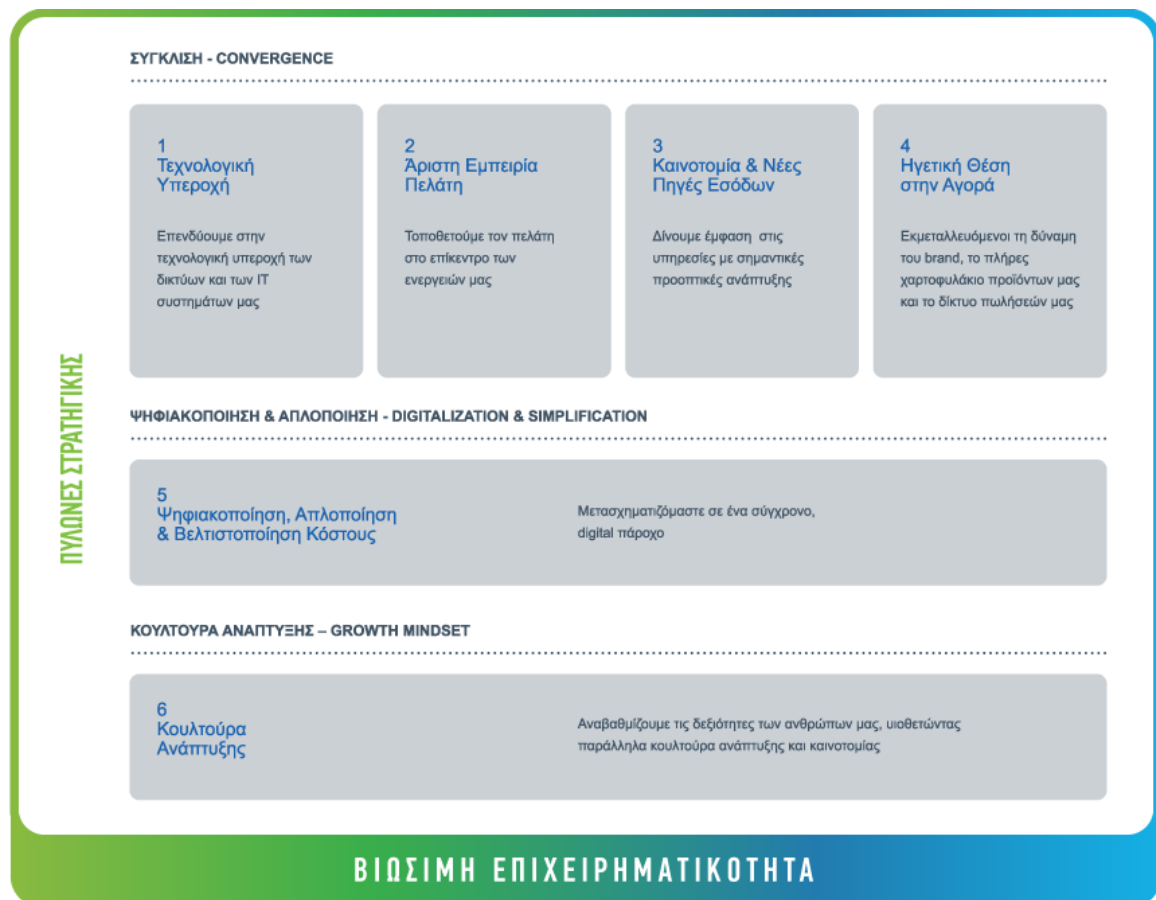 ΣΥΓΚΛΙΣΗ - CONVERGENCE
1
Τεχνολογική
Υπεροχή
Επενδύουμε στην
τεχνολογική υπεροχή των
δικτύων και των IT
συστημάτων μας
2
Άριστη Εμπειρία
Πελάτη
Τοποθετούμε τον πελάτη
στο επίκεντρο των
ενεργειών μας
3
Καινοτομία & Νέες
Πηγές Εσόδων
Δίνουμε έμφαση στις
υπηρεσίες με σημαντικές
προοπτικές ανάπτυξης
4
Ηγετική Θέση
στην Αγορά
Εκμεταλλευόμενοι τη δύναμη
του brand, το πλήρες
χαρτοφυλάκιο προϊόντων μας
και το δίκτυο πωλήσεών μας
ΠΥΛΩΝΕΣ ΣΤΡΑΤΗΓΙΚΗΣ
ΨΗΦΙΑΚΟΠΟΙΗΣΗ & ΑΠΛΟΠΟΙΗΣΗ - DIGITALIZATION & SIMPLIFICATION
5
Ψηφιακοποίηση, Απλοποίηση
& Βελτιστοποίηση Κόστους
Μετασχηματιζόμαστε σε ένα σύγχρονο,
digital πάροχο
ΚΟΥΛΤΟΥΡΑ ΑΝΑΠΤΥΞΗΣ – GROWTH MINDSET
6
Κουλτούρα
Ανάπτυξης
Αναβαθμίζουμε τις δεξιότητες των ανθρώπων μας, υιοθετώντας
παράλληλα κουλτούρα ανάπτυξης και καινοτομίας
ΒΙΩΣΙΜΗ ΕΠΙΧΕΙΡΗΜΑΤΙΚΟΤΗΤΑ